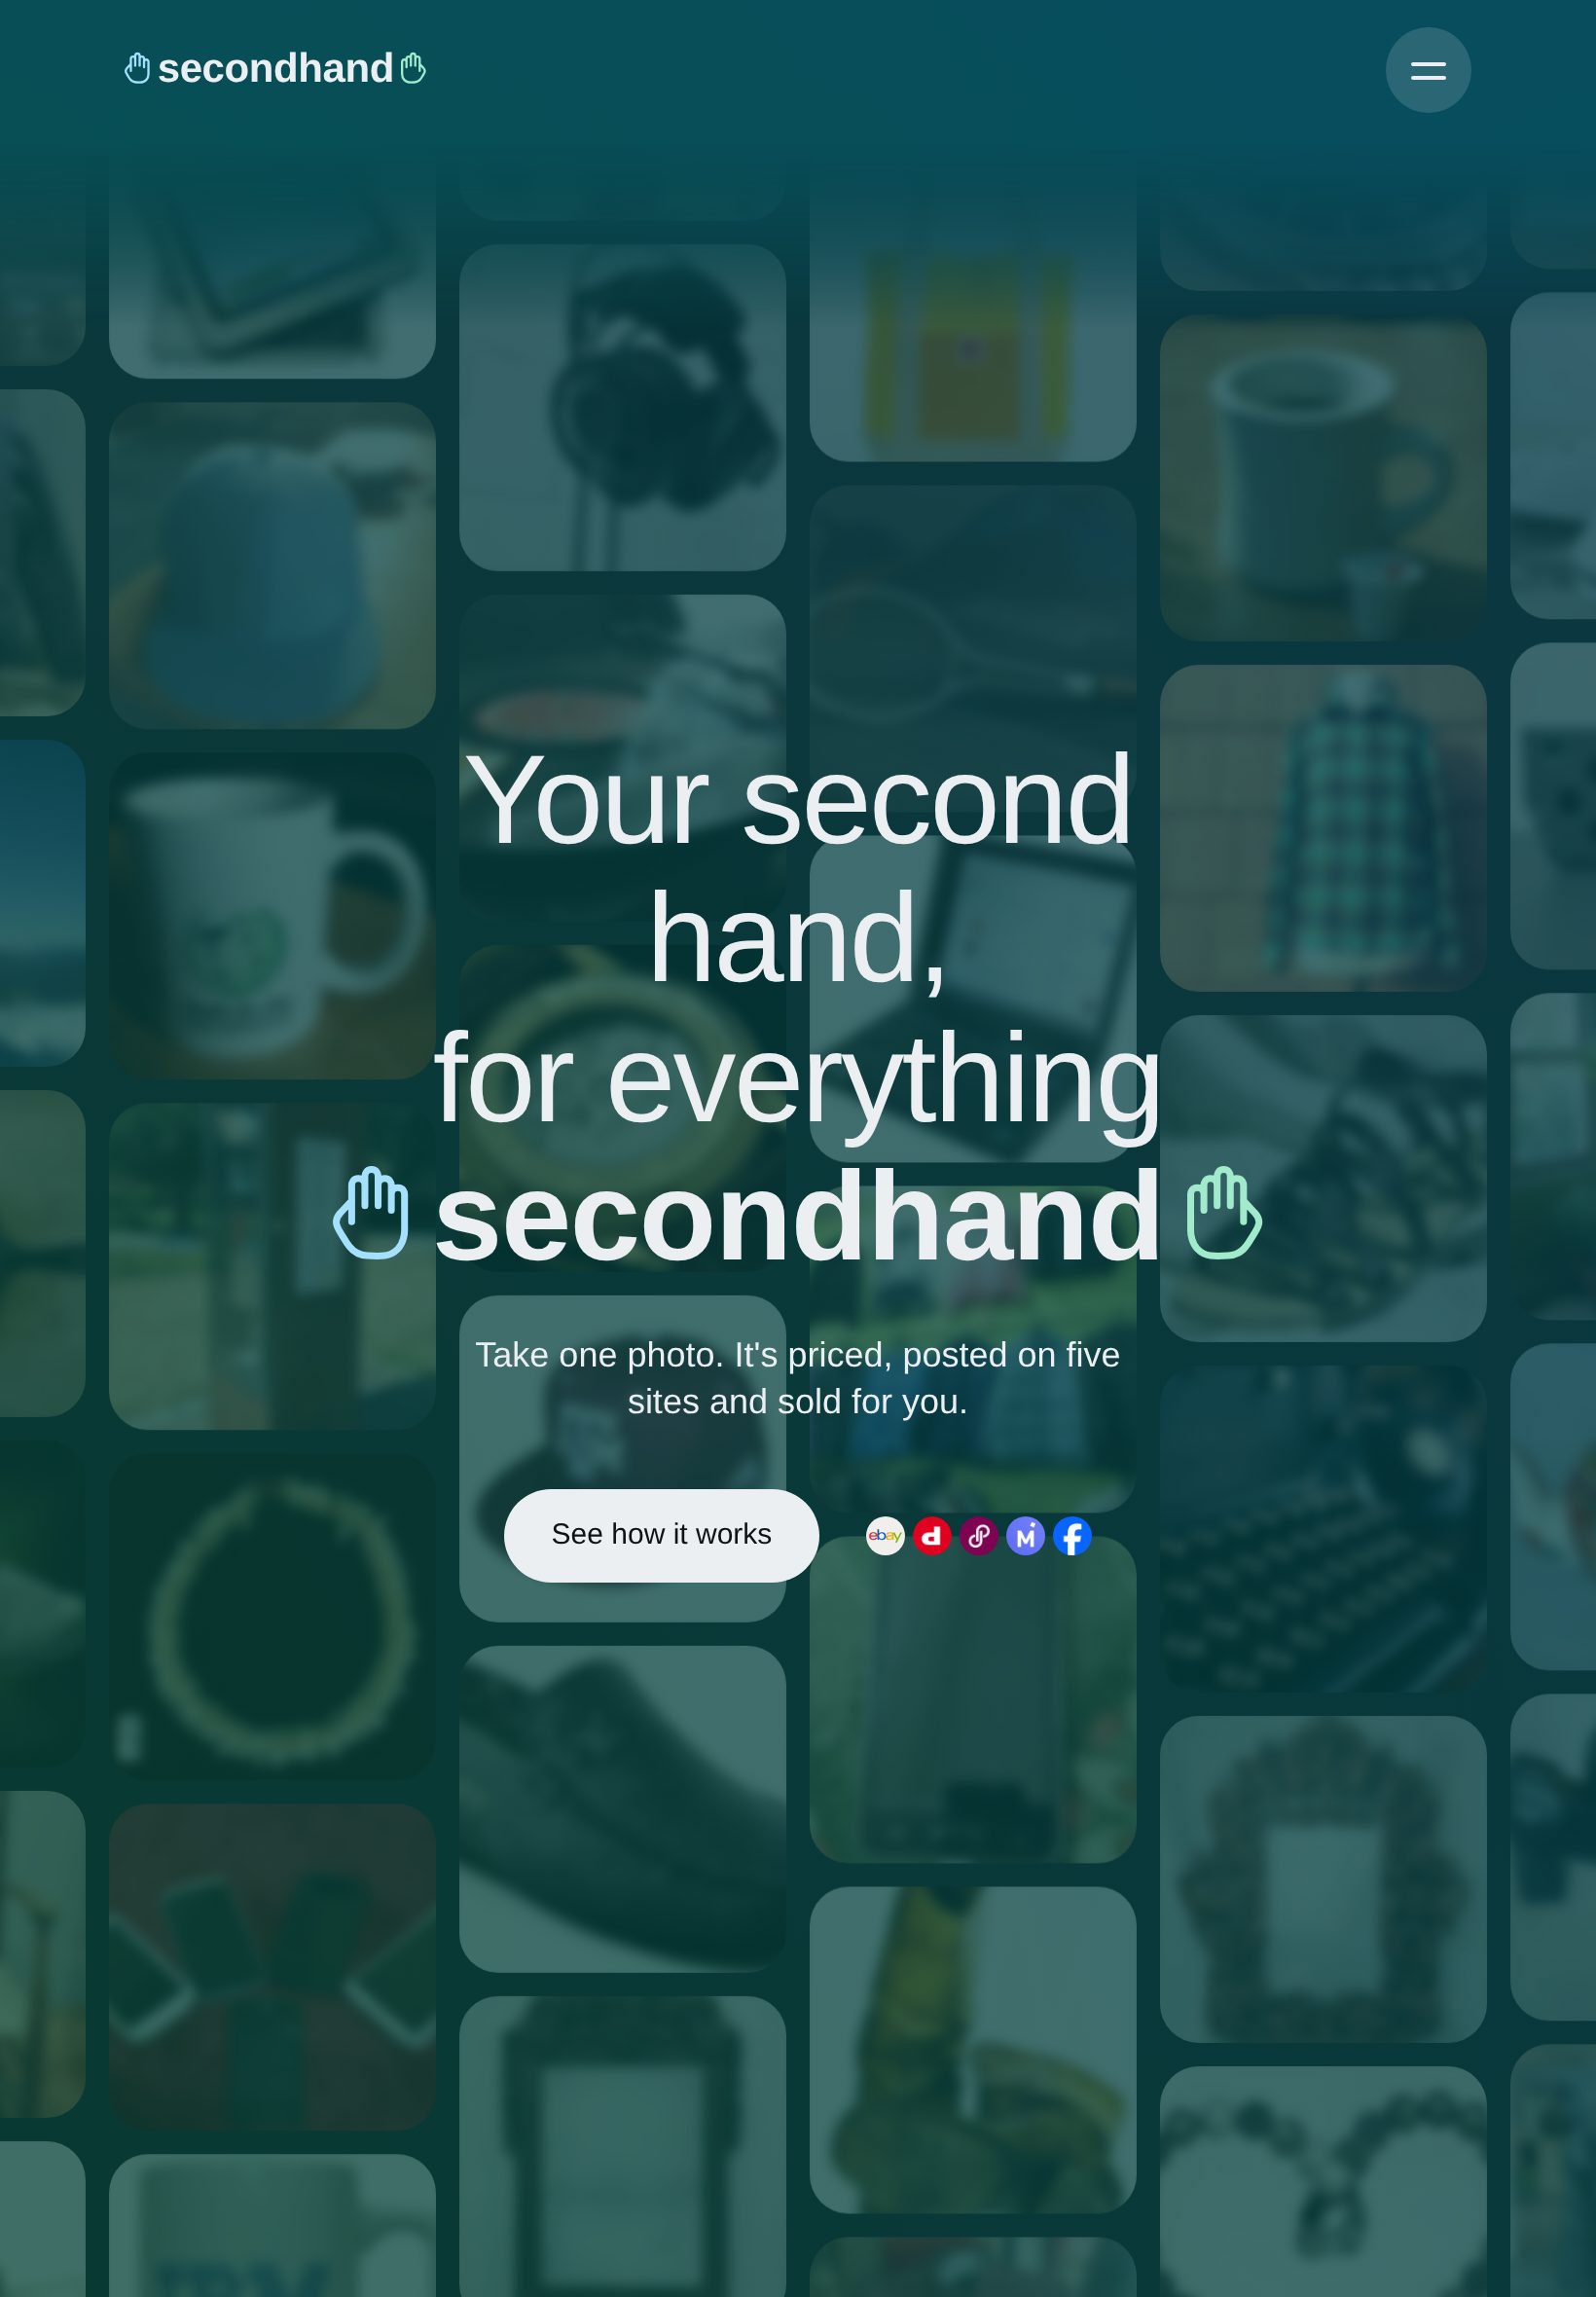 secondhand
Your second
hand,
for everything
secondhand
Take one photo. It's priced, posted on five
sites and sold for you.
See how it works
ebay